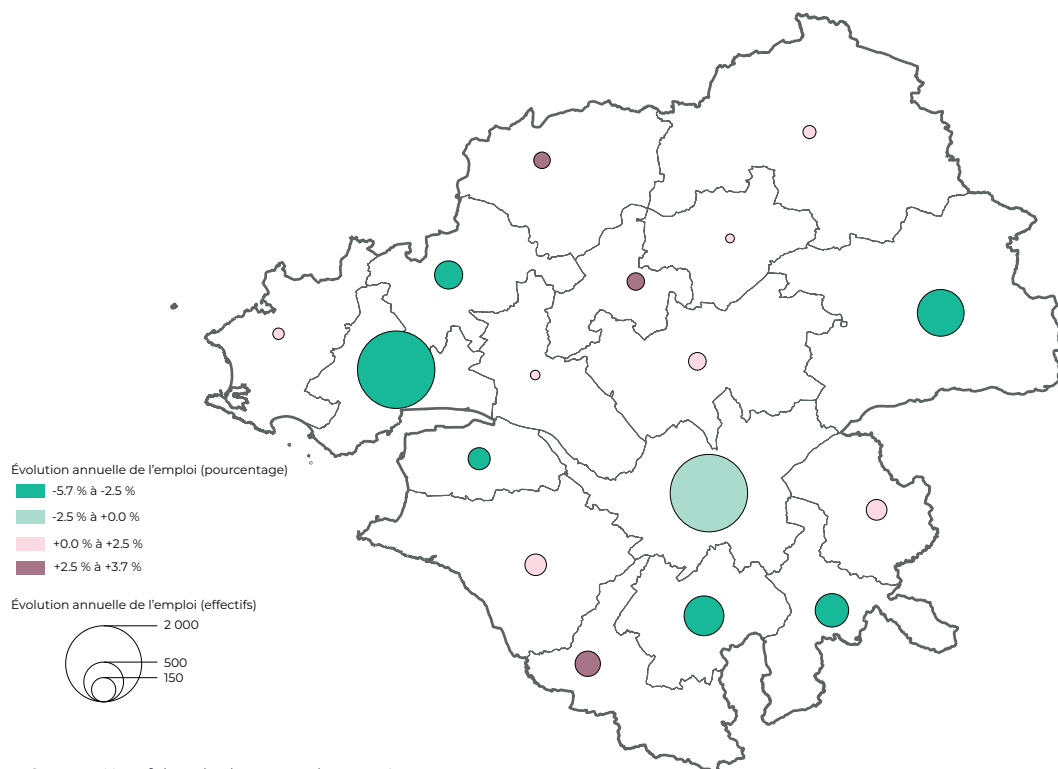 Évolution annuelle de l'emploi (pourcentage)
-5.7 % à -2.5 %
-2.5 % à +0.0 %
+0.0 % à +2.5 %
+2.5 % à +3.7 %
Évolution annuelle de l'emploi (effectifs)
2 000
500
150